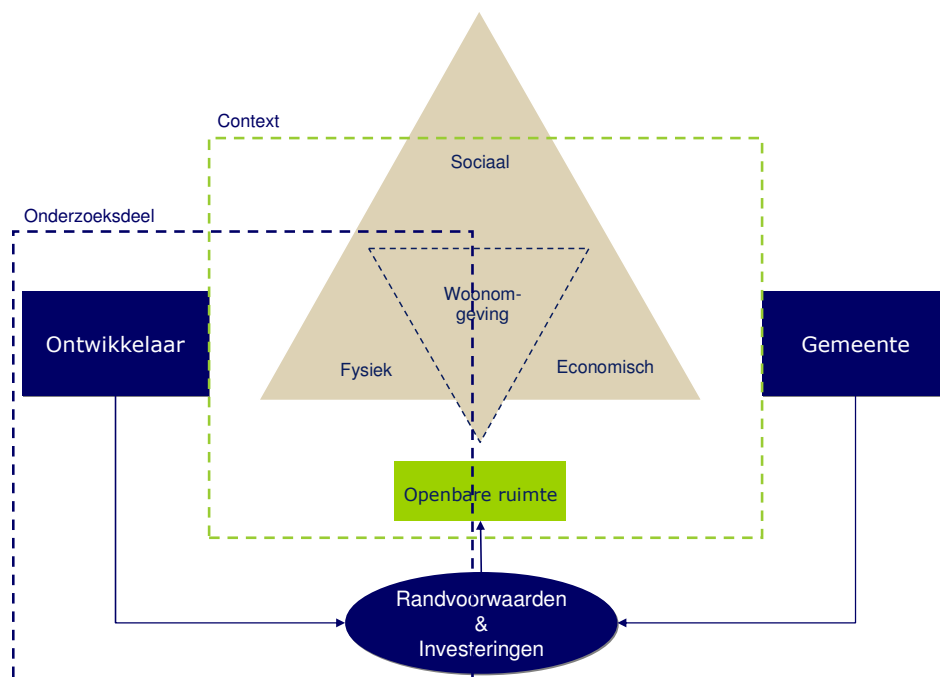 Context
Sociaal
Onderzoeksdeel
Woonom-
geving
Ontwikkelaar
Gemeente
Fysiek
Economisch
Openbare ruimte
Randvoorwaarden
&
Investeringen